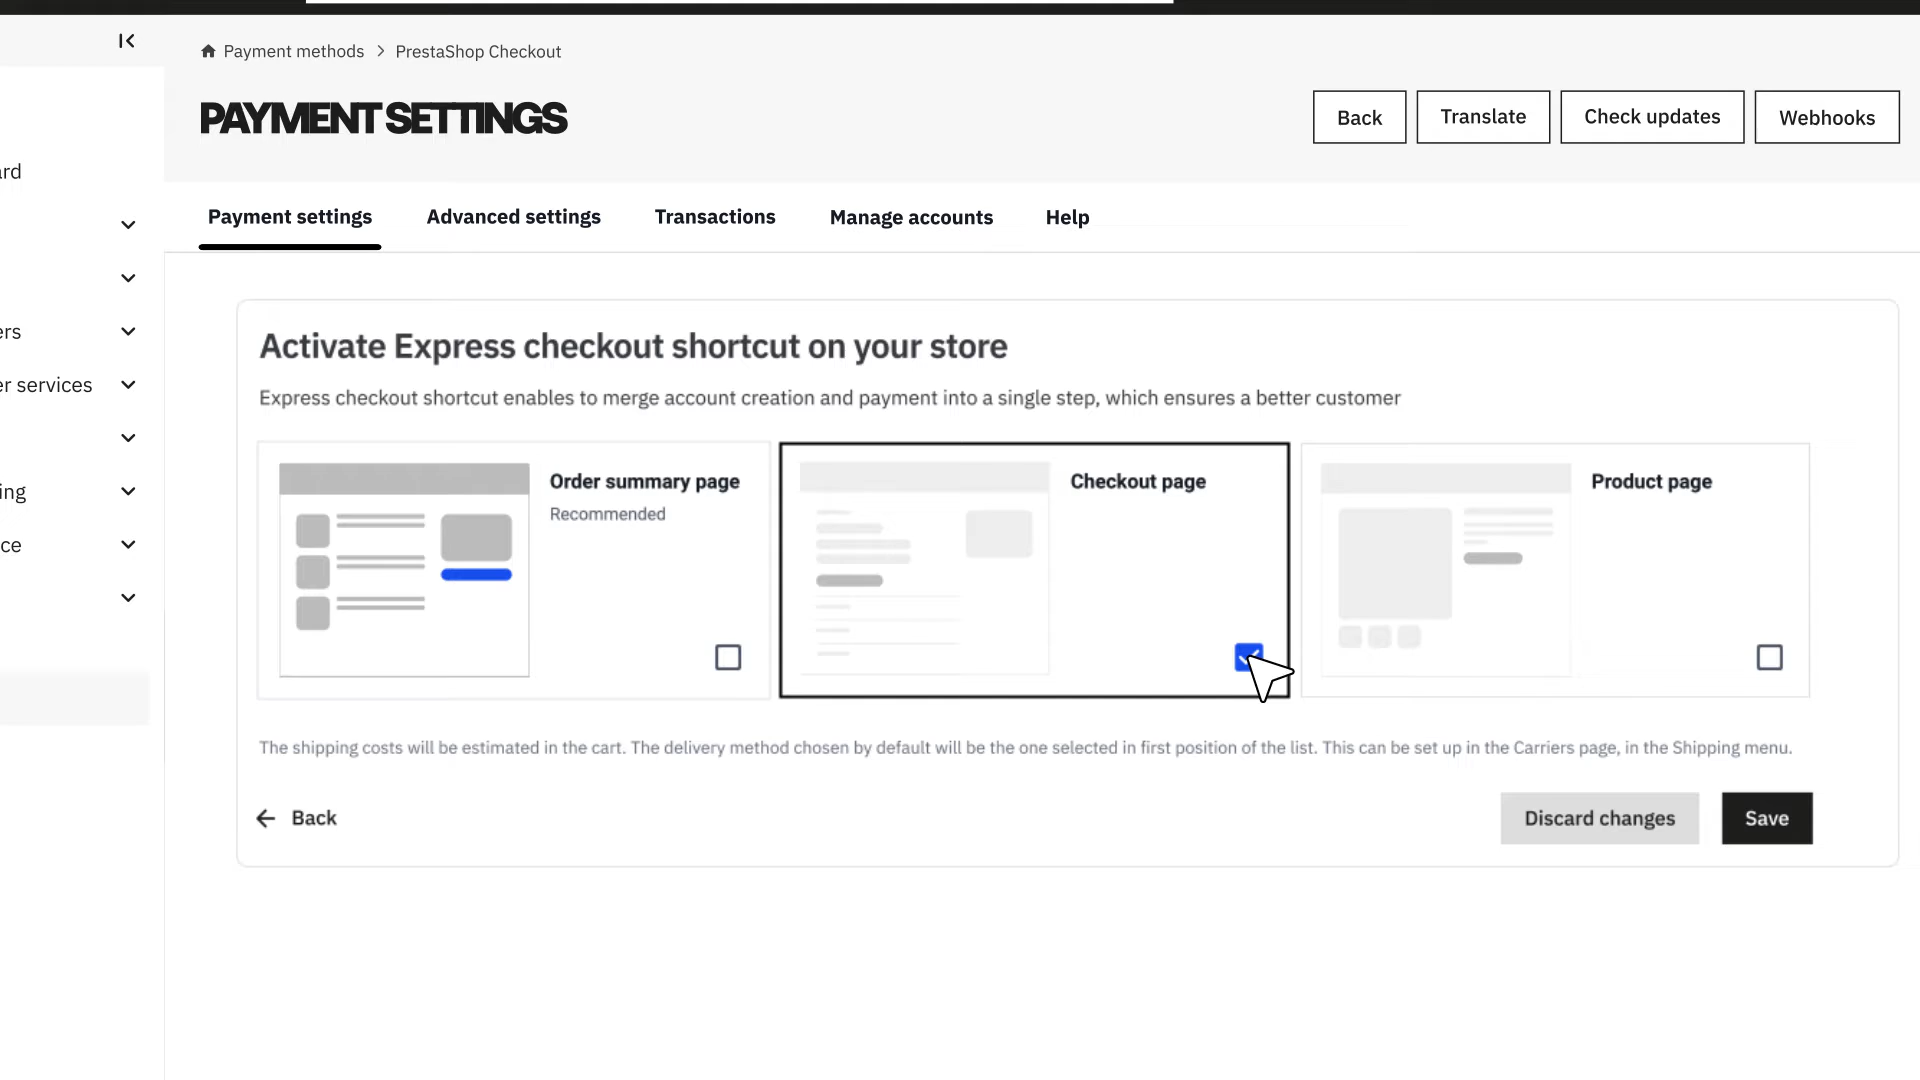 Payment methods > PrestaShop Checkout
PAYMENT SETTINGS
Back
Translate
Check updates
Webhooks
ard
ers
er services
ing
ce
Payment settings
Advanced settings
Transactions
Manage accounts
Help
Activate Express checkout shortcut on your store
Express checkout shortcut enables to merge account creation and payment into a single step, which ensures a better customer
Order summary page
Recommended
Checkout page
Product page
The shipping costs will be estimated in the cart. The delivery method chosen by default will be the one selected in first position of the list. This can be set up in the Carriers page, in the Shipping menu.
Back
Discard changes
Save